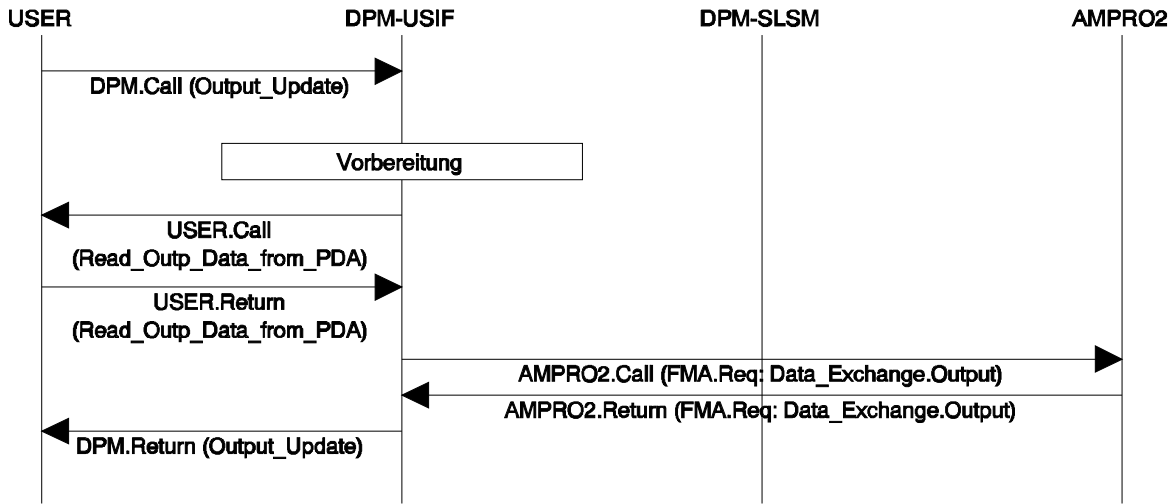 USER DPM-USIF DPM-SLSM AMPRO2
DPM.Call (Output_Update)
Vorbereitung
USER.Call
(Read_Outp_Data_from_PDA)
USER.Return
(Read_Outp_Data_from_PDA)
AMPRO2.Call (FMA.Req: Data_Exchange.Output)
AMPRO2.Return (FMA.Req: Data_Exchange.Output)
DPM.Return (Output_Update)